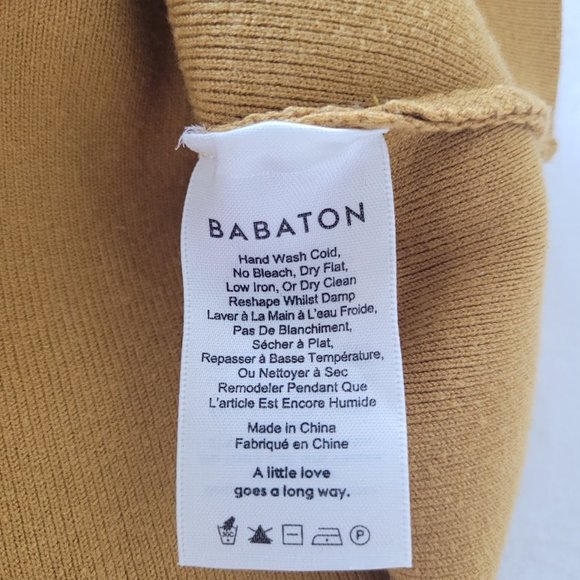 BABATON
Hand Wash Cold,
No Bleach, Dry Flat,
Low Iron, Or Dry Clean
Reshape Whilst Damp
Laver à La Main à L'eau Froide,
Pas De Blanchiment,
Sécher à Plat,
Repasser à Basse Température,
Ou Nettoyer à Sec
Remodeler Pendant Que
L'article Est Encore Humide
Made in China
Fabriqué en Chine
A little love
goes a long way.
30C P